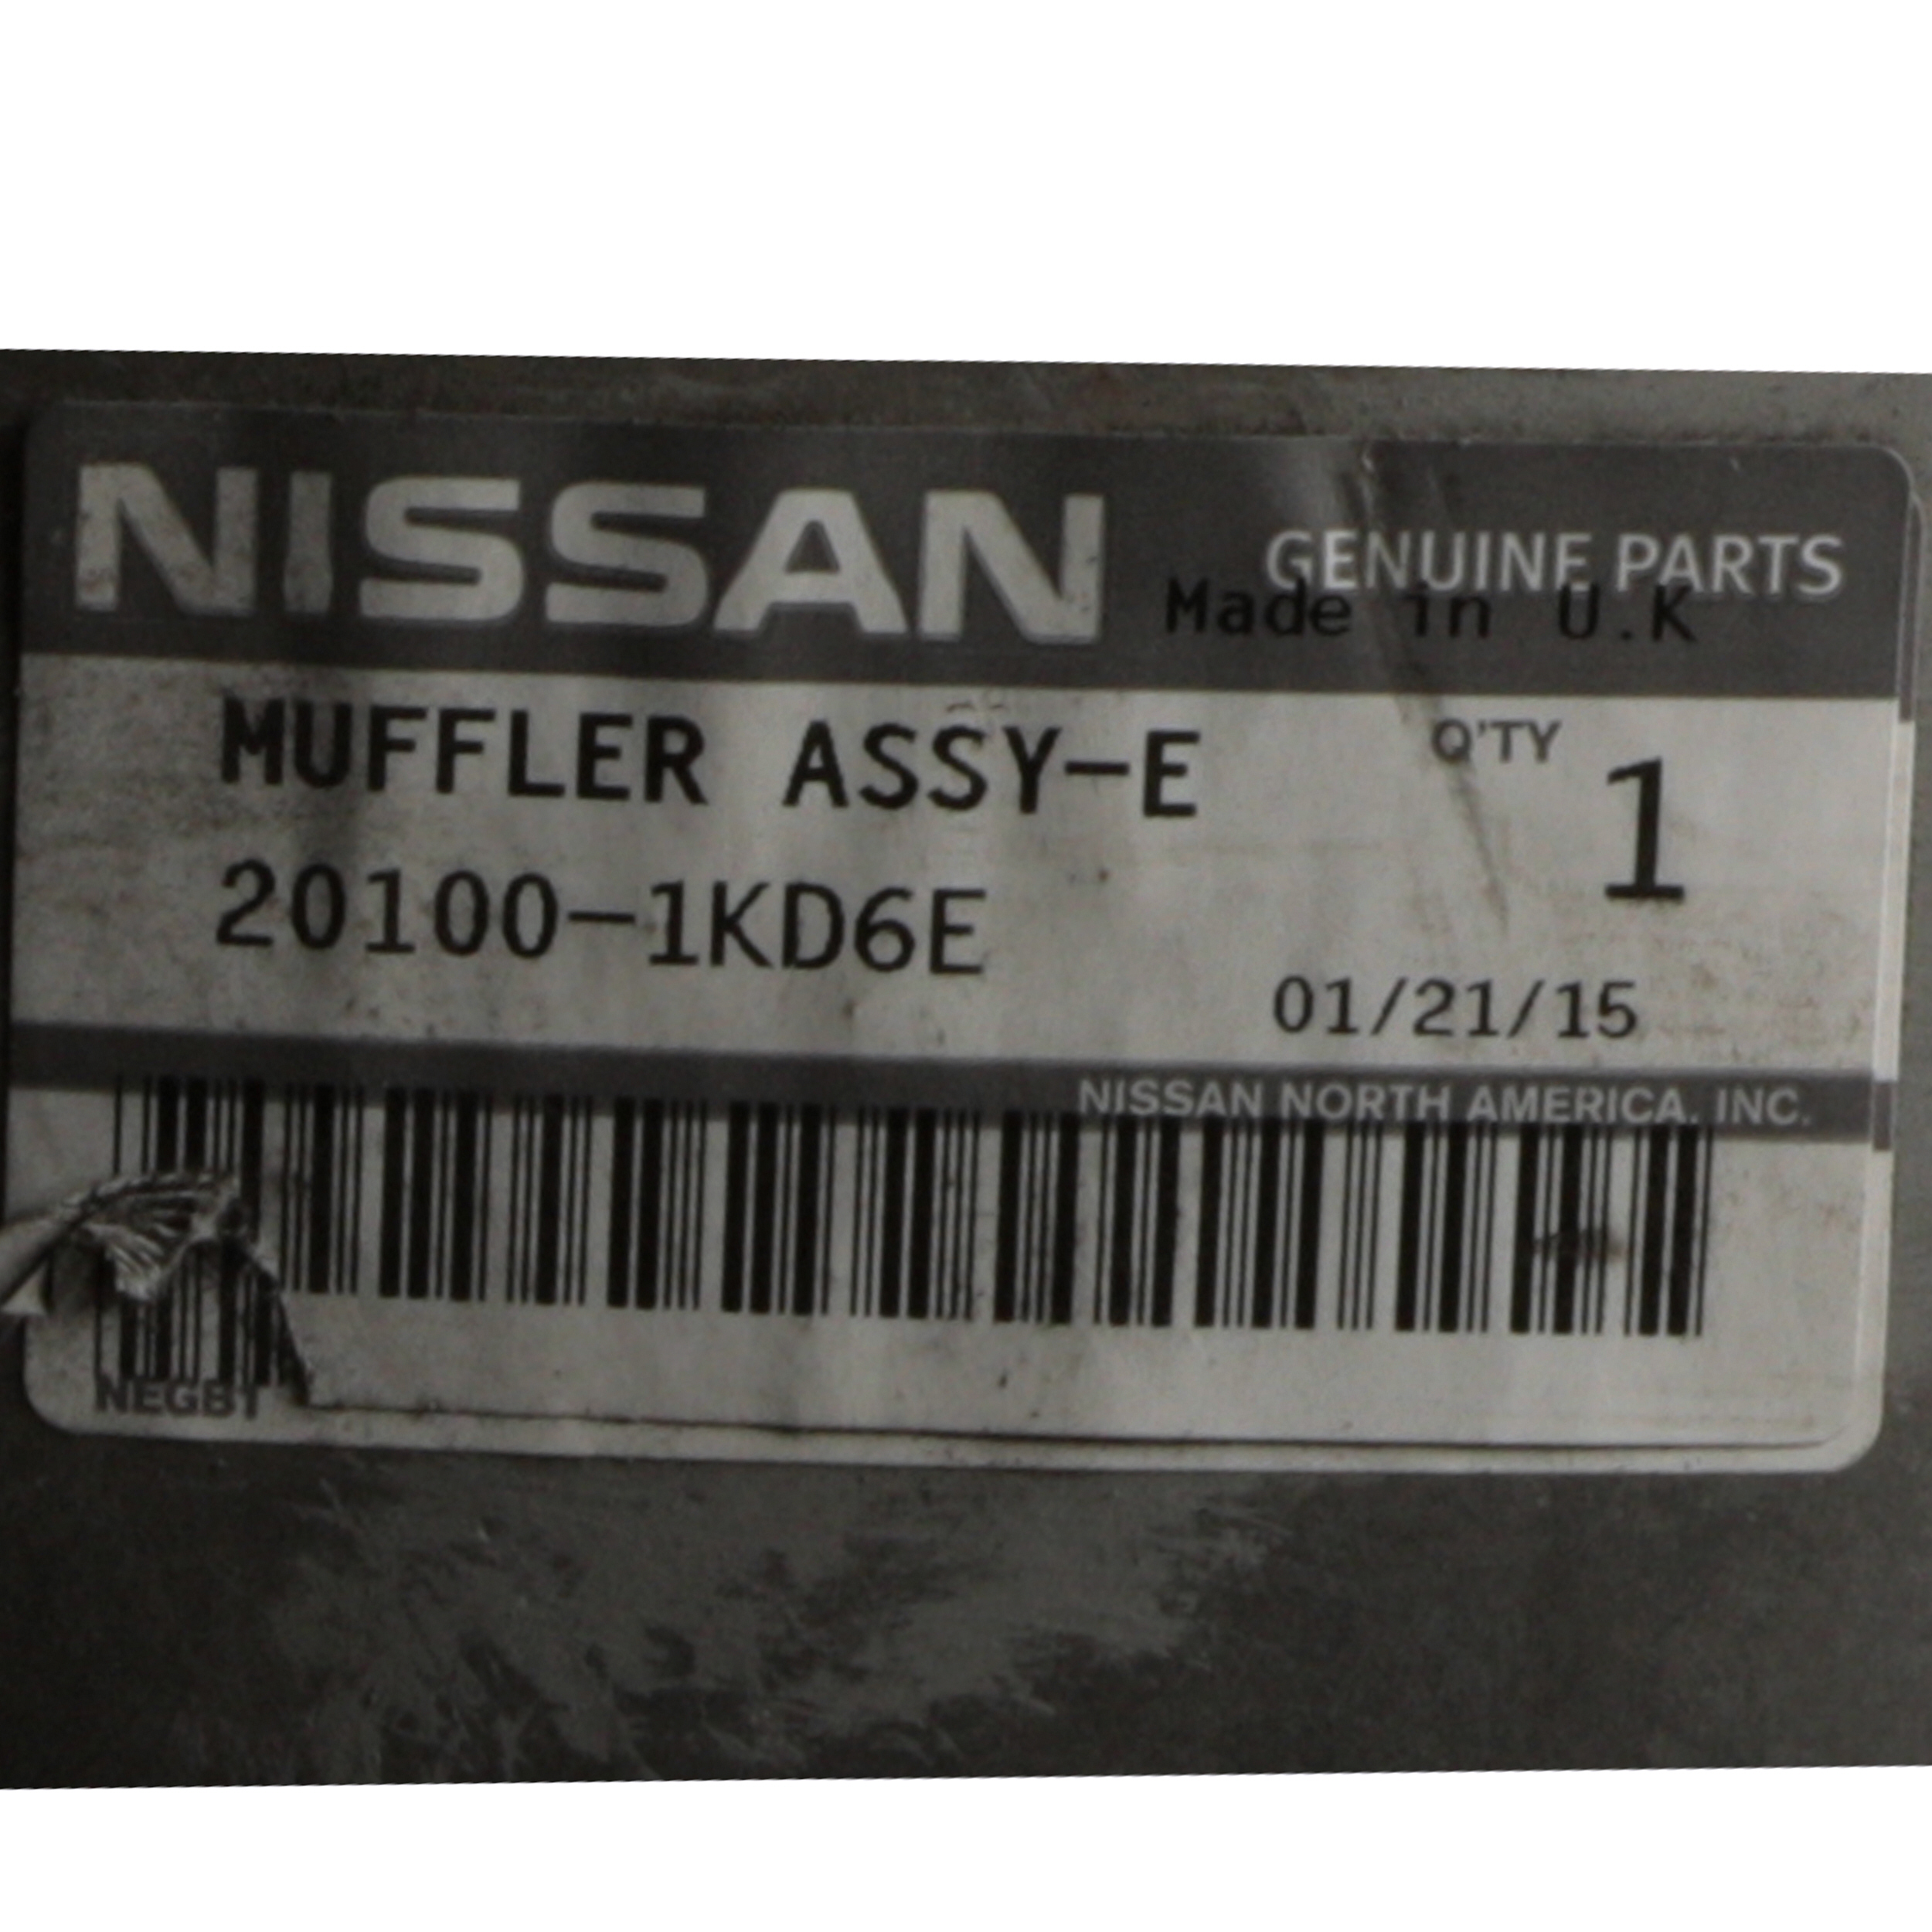 NISSAN GENUINE PARTS
Made in U.K
MUFFLER ASSY-E Q'TY 1
20100-1KD6E
01/21/15
NISSAN NORTH AMERICA, INC.
NEGBT